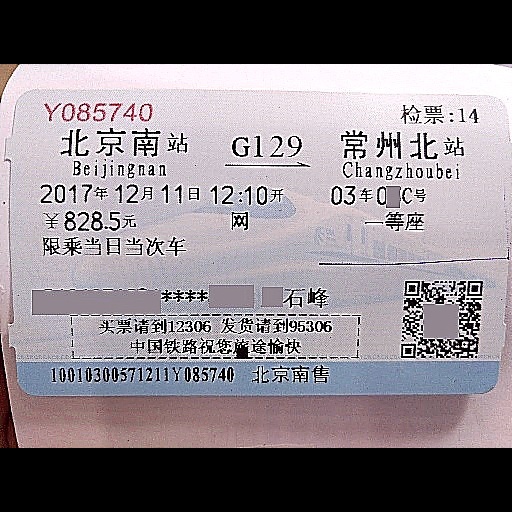 Y085740 检票:14
北京南站 G129 常州北站
Beijingnan Changzhoubei
2017年12月11日12:10开 03车0 C号
￥828.5元 网 一等座
限乘当日当次车
**** 石峰
买票请到12306 发货请到95306
中国铁路祝您旅途愉快
10010300571211Y085740 北京南售